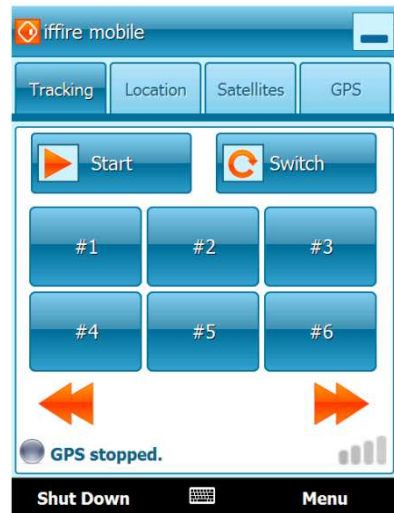 iffire mobile
Tracking Location Satellites GPS
Start Switch
#1 #2 #3
#4 #5 #6
GPS stopped.
Shut Down Menu